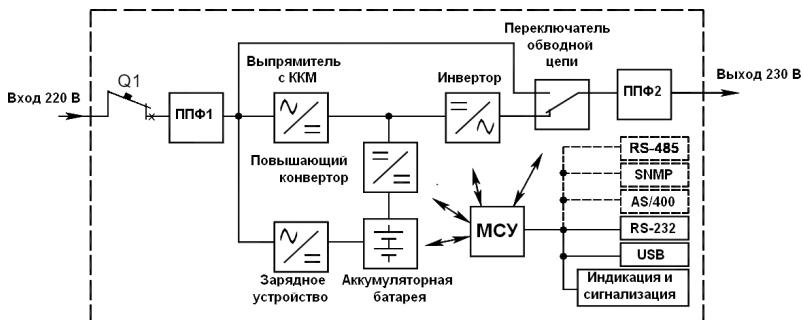 Переключатель
обводной
цепи
Выпрямитель
с ККМ
Инвертор
Q1
Вход 220 В
ППФ1
ППФ2
Выход 230 В
Повышающий
конвертор
RS-485
SNMP
AS/400
МСУ
RS-232
USB
Зарядное
устройство
Аккумуляторная
батарея
Индикация и
сигнализация